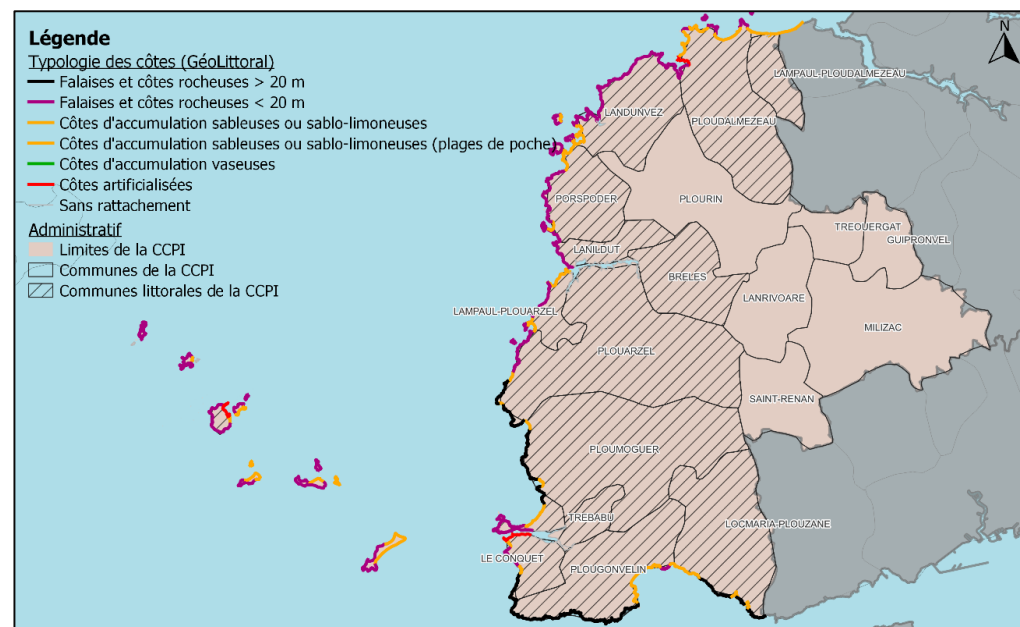 Légende
Typologie des côtes (GéoLittoral)
Falaises et côtes rocheuses > 20 m
Falaises et côtes rocheuses < 20 m
Côtes d'accumulation sableuses ou sablo-limoneuses
Côtes d'accumulation sableuses ou sablo-limoneuses (plages de poche)
Côtes d'accumulation vaseuses
Côtes artificialisées
Sans rattachement
Administratif
Limites de la CCPI
Communes de la CCPI
Communes littorales de la CCPI
N
LAMPAUL-PLOUDALMEZEAU
LANDUNVEZ
PLOUDALMEZEAU
PORSPODER
PLOURIN
TREOUERGAT
GUIPRONVEL
LANILDUT
BRELES
LANRIVOARE
LAMPAUL-PLOUARZEL
MILIZAC
PLOUARZEL
SAINT-RENAN
PLOUMOGUER
TREBABU
LOCMARIA-PLOUZANE
LE CONQUET
PLOUGONVELIN